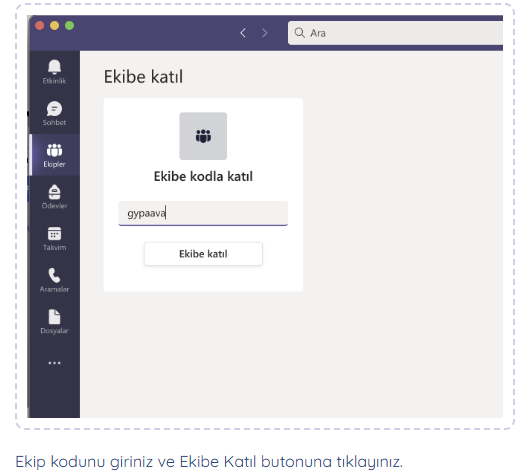 Ara
Etkinlik
Sohbet
Ekipler
Ödevler
Takvim
Aramalar
Dosyalar
Ekibe katıl
Ekibe kodla katıl
gypaava
Ekibe katıl
Ekip kodunu giriniz ve Ekibe Katıl butonuna tıklayınız.